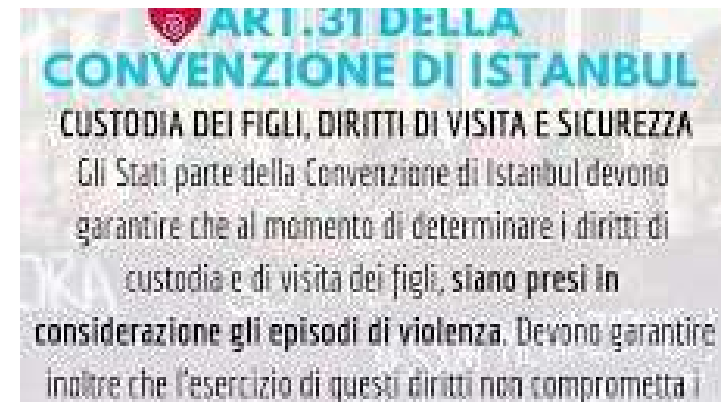 ART.31 DELLA
CONVENZIONE DI ISTANBUL
CUSTODIA DEI FIGLI, DIRITTI DI VISITA E SICUREZZA
Gli Stati parte della Convenzione di Istanbul devono
garantire che al momento di determinare i diritti di
custodia e di visita dei figli, siano presi in
considerazione gli episodi di violenza. Devono garantire
inoltre che l'esercizio di questi diritti non comprometta i